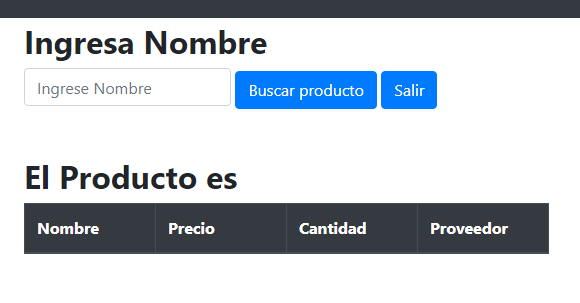 Ingresa Nombre
Ingrese Nombre Buscar producto Salir
El Producto es
Nombre Precio Cantidad Proveedor